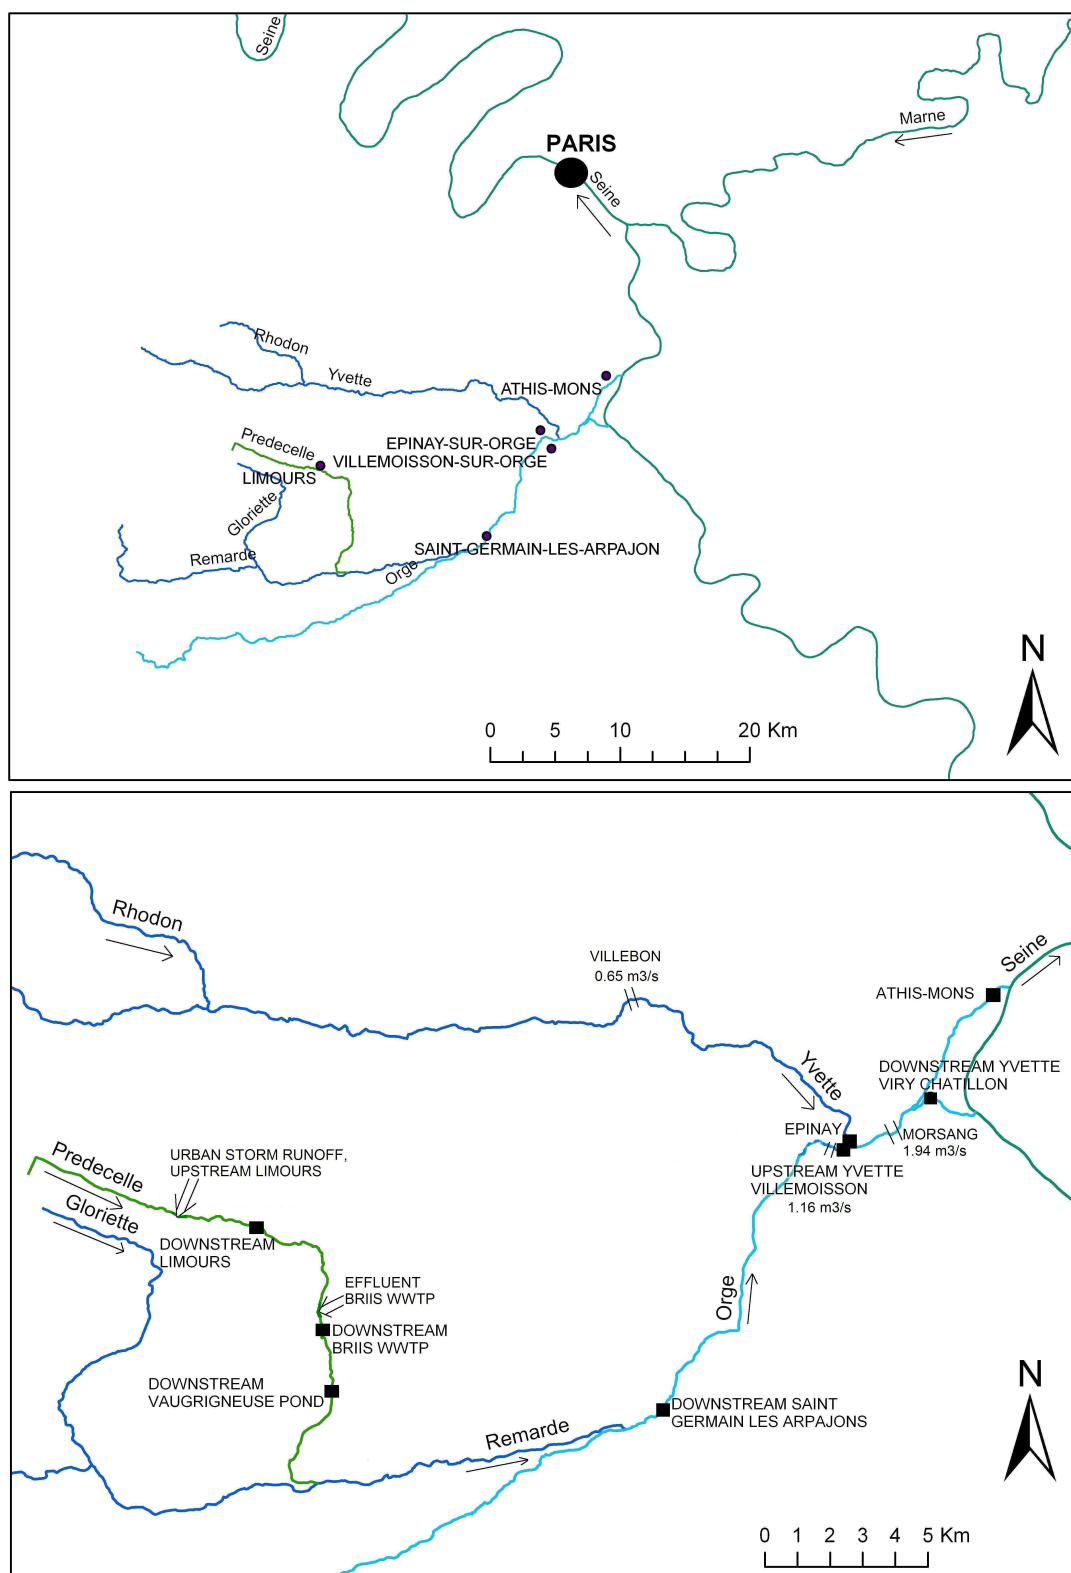 Seine
Marne
PARIS
Seine
Rhodon
Yvette
ATHIS-MONS
Predecelle
EPINAY-SUR-ORGE
VILLEMOISSON-SUR-ORGE
LIMOURS
Gloriette
SAINT-GERMAIN-LES-ARPAJON
Remarde
Orge
N
0 5 10 20 Km
Rhodon
VILLEBON
0.65 m3/s
Seine
ATHIS-MONS
Yvette
DOWNSTREAM YVETTE
VIRY CHATILLON
EPINAY
MORSANG
1.94 m3/s
UPSTREAM YVETTE
VILLEMOISSON
1.16 m3/s
Predecelle
URBAN STORM RUNOFF,
UPSTREAM LIMOURS
Gloriette
DOWNSTREAM
LIMOURS
EFFLUENT
BRIIS WWTP
Orge
DOWNSTREAM
BRIIS WWTP
DOWNSTREAM
VAUGRIGNEUSE POND
DOWNSTREAM SAINT
GERMAIN LES ARPAJONS
Remarde
N
0 1 2 3 4 5 Km